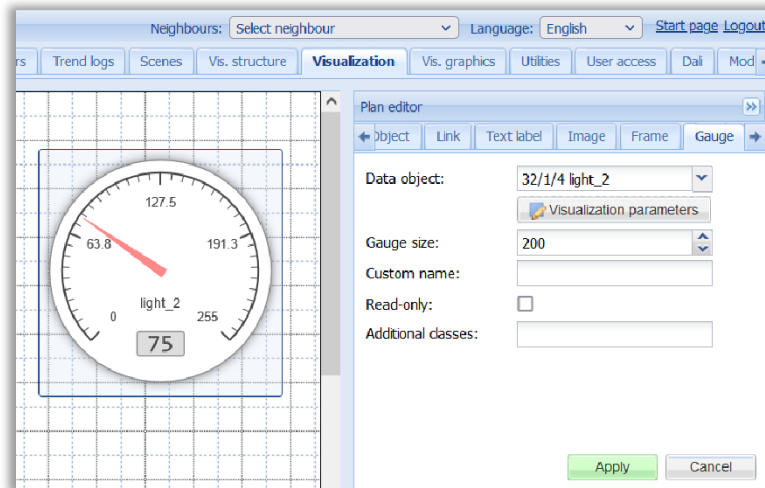 Neighbours: Select neighbour Language: English Start page Logout
rs Trend logs Scenes Vis. structure Visualization Vis. graphics Utilities User access Dali Mod
Plan editor
Object Link Text label Image Frame Gauge
Data object: 32/1/4 light_2
Visualization parameters
Gauge size: 200
Custom name:
Read-only:
Additional classes:
Apply Cancel
127.5
63.8 191.3
light_2
0 255
75